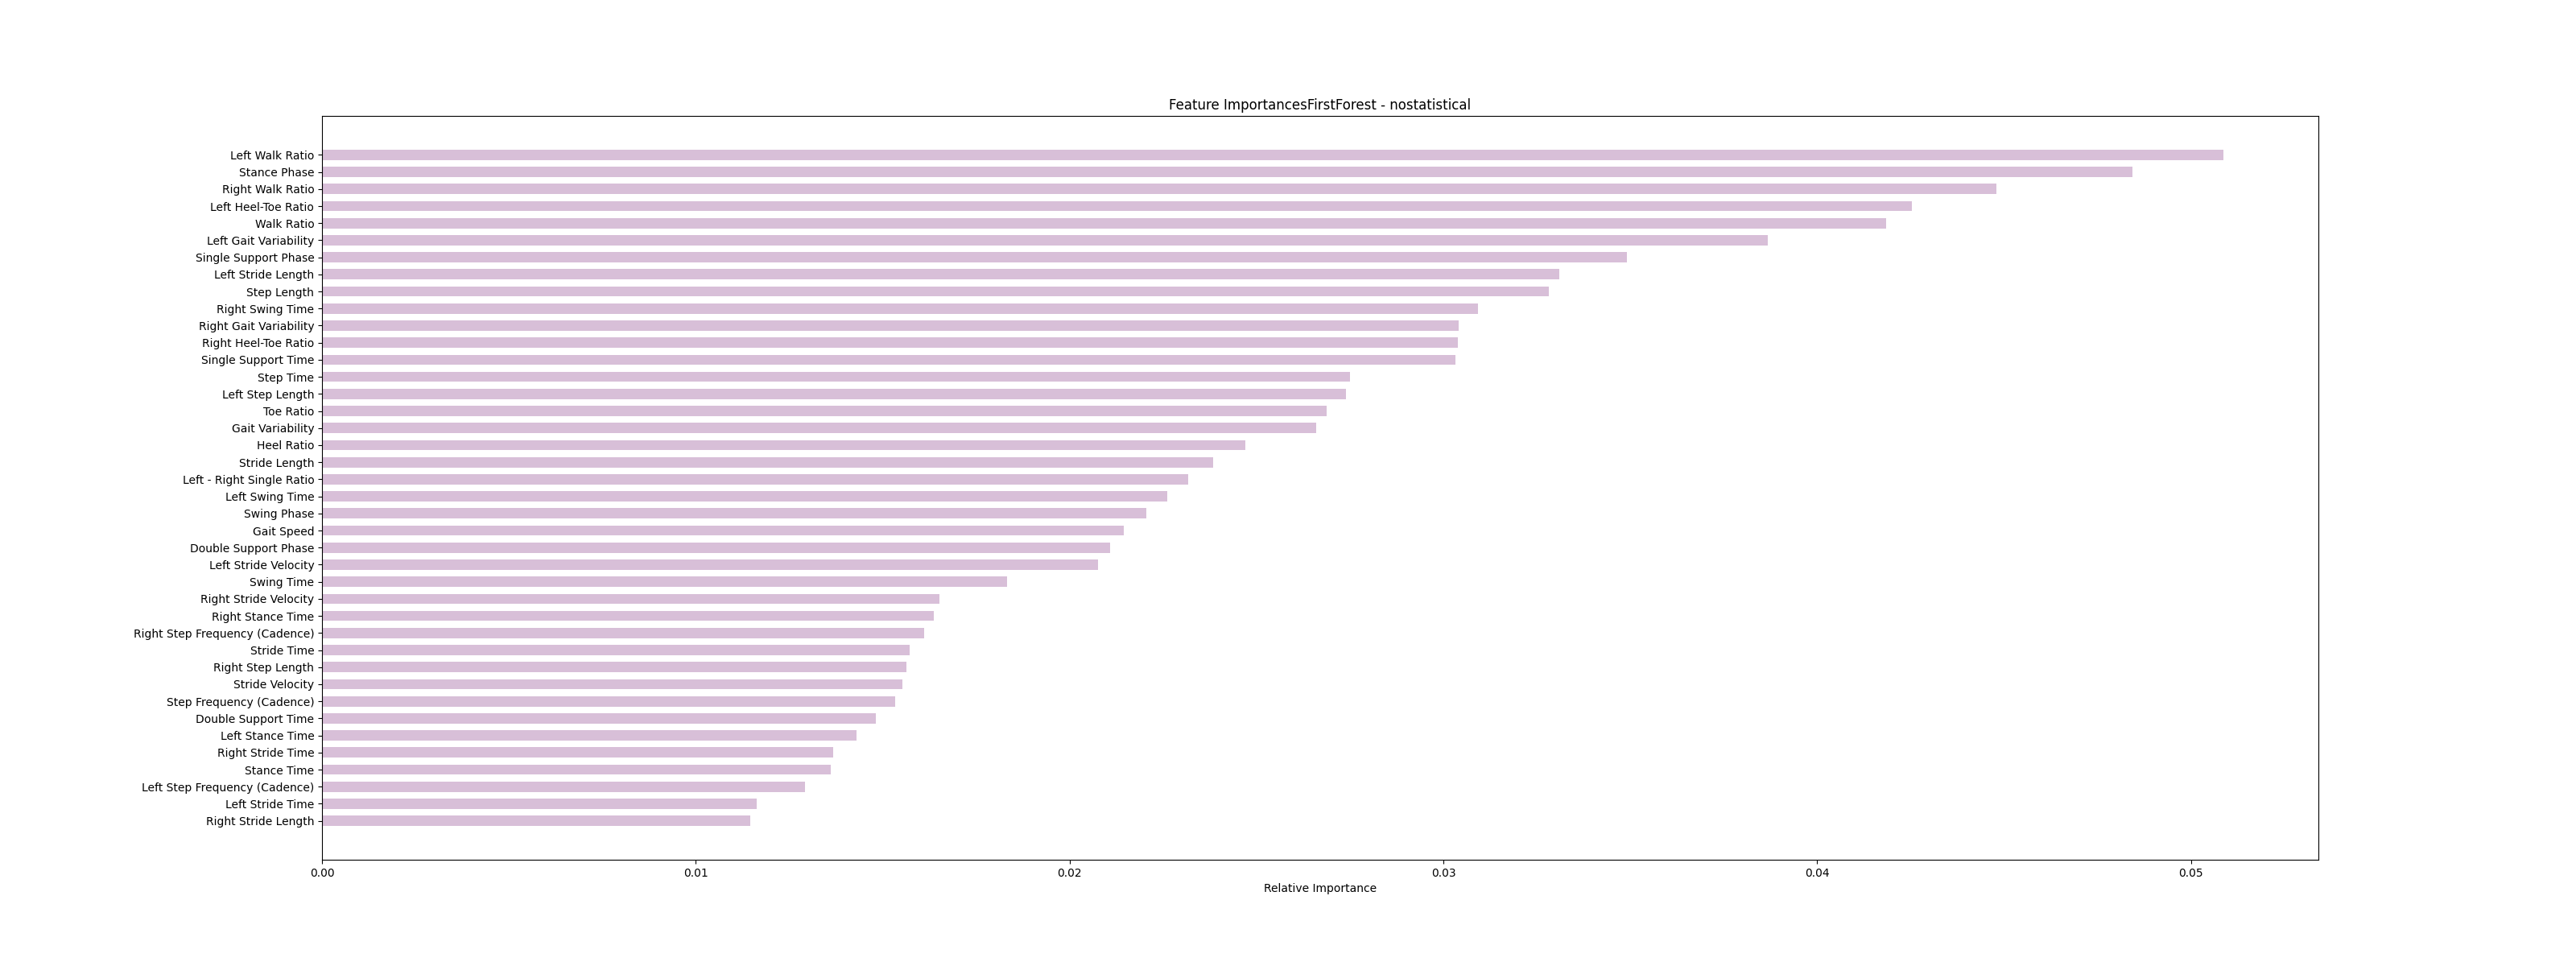 Feature ImportancesFirstForest - nostatistical
Left Walk Ratio
Stance Phase
Right Walk Ratio
Left Heel-Toe Ratio
Walk Ratio
Left Gait Variability
Single Support Phase
Left Stride Length
Step Length
Right Swing Time
Right Gait Variability
Right Heel-Toe Ratio
Single Support Time
Step Time
Left Step Length
Toe Ratio
Gait Variability
Heel Ratio
Stride Length
Left - Right Single Ratio
Left Swing Time
Swing Phase
Gait Speed
Double Support Phase
Left Stride Velocity
Swing Time
Right Stride Velocity
Right Stance Time
Right Step Frequency (Cadence)
Stride Time
Right Step Length
Stride Velocity
Step Frequency (Cadence)
Double Support Time
Left Stance Time
Right Stride Time
Stance Time
Left Step Frequency (Cadence)
Left Stride Time
Right Stride Length
0.00 0.01 0.02 0.03 0.04 0.05
Relative Importance